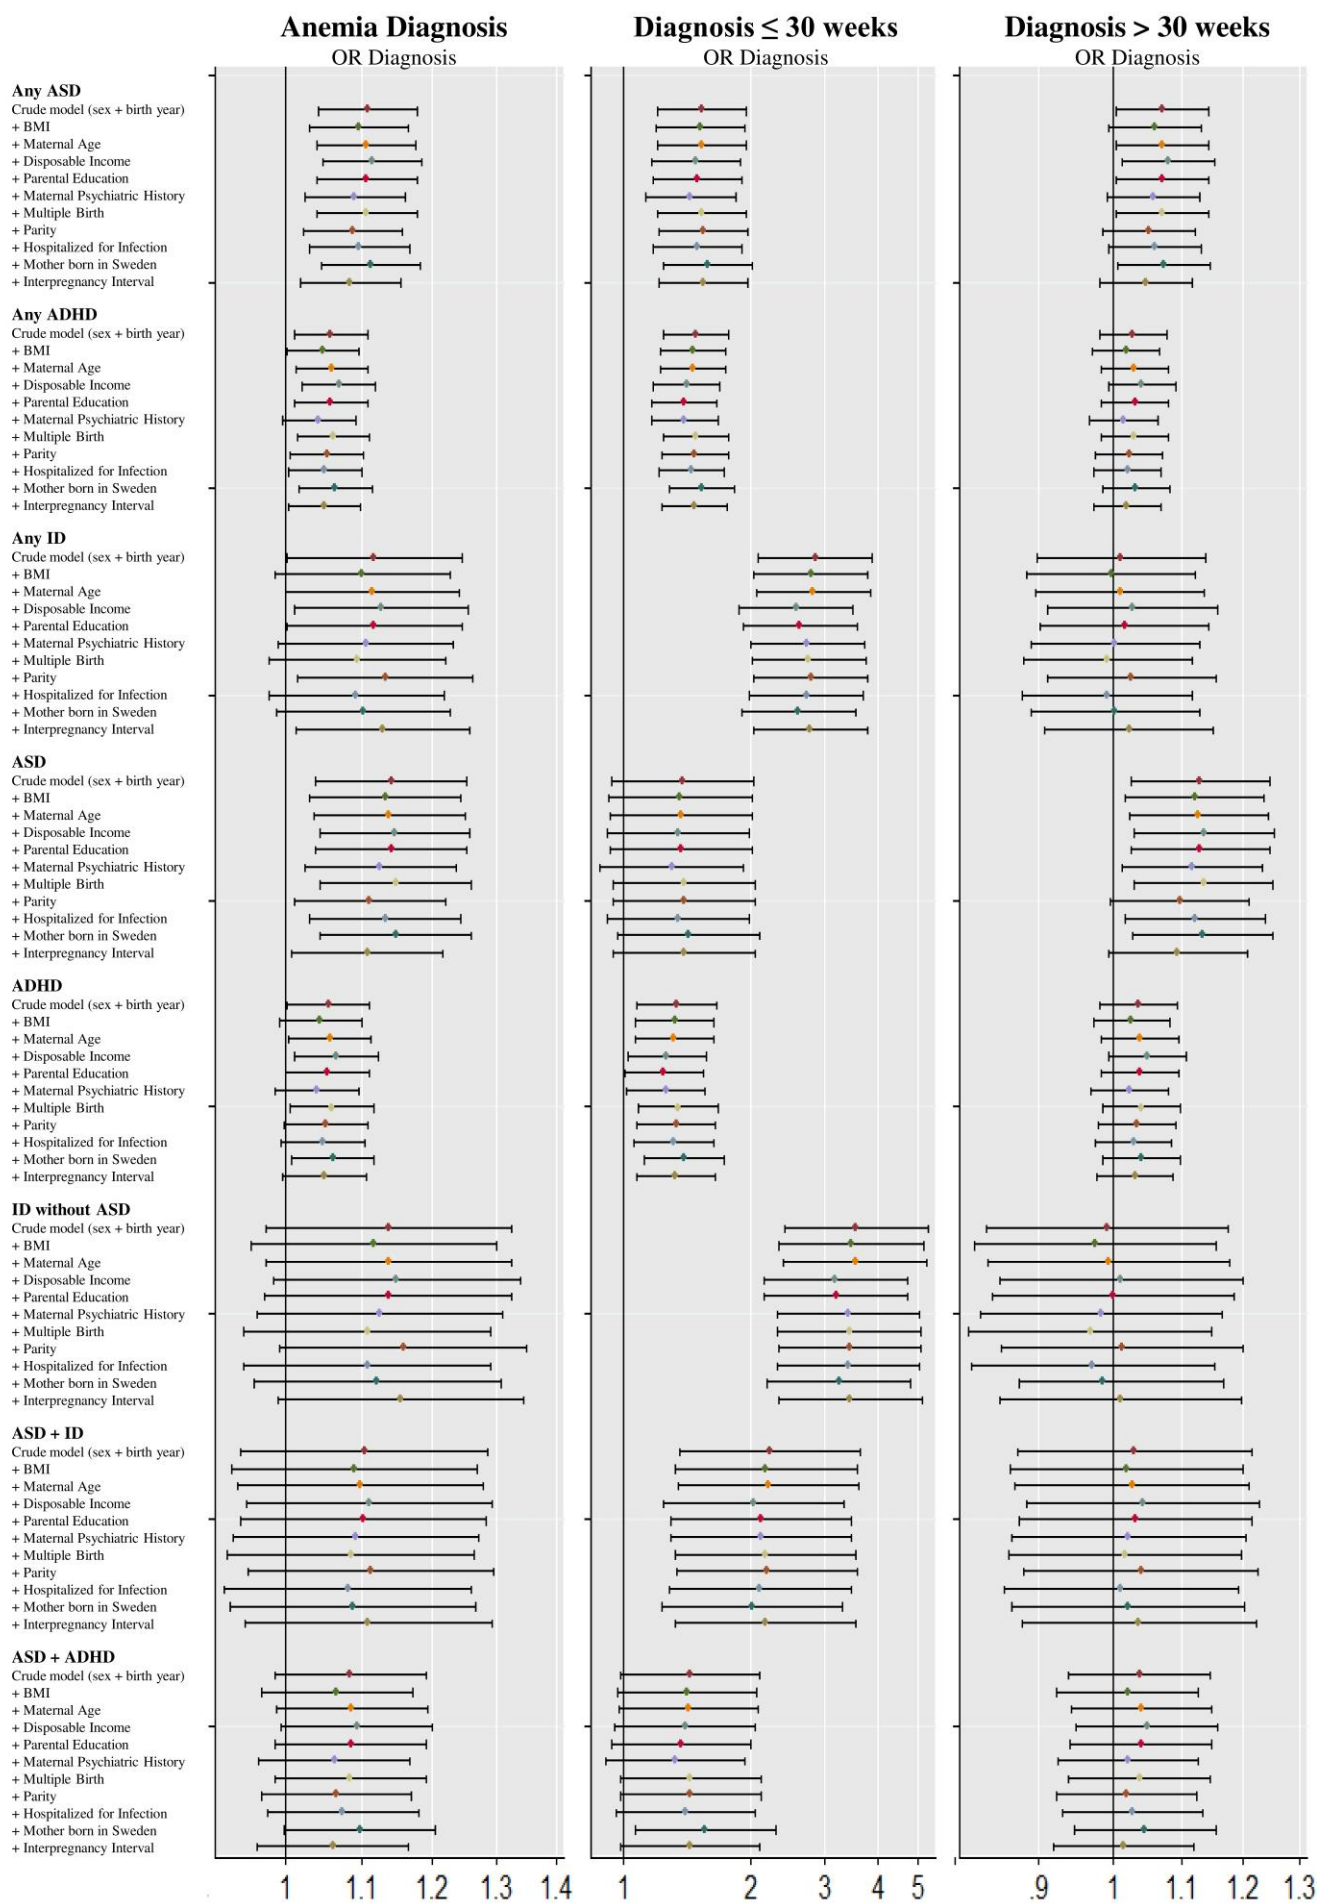 Anemia Diagnosis Diagnosis ≤ 30 weeks Diagnosis > 30 weeks
OR Diagnosis OR Diagnosis OR Diagnosis
Any ASD
Crude model (sex + birth year)
+ BMI
+ Maternal Age
+ Disposable Income
+ Parental Education
+ Maternal Psychiatric History
+ Multiple Birth
+ Parity
+ Hospitalized for Infection
+ Mother born in Sweden
+ Interpregnancy Interval
Any ADHD
Crude model (sex + birth year)
+ BMI
+ Maternal Age
+ Disposable Income
+ Parental Education
+ Maternal Psychiatric History
+ Multiple Birth
+ Parity
+ Hospitalized for Infection
+ Mother born in Sweden
+ Interpregnancy Interval
Any ID
Crude model (sex + birth year)
+ BMI
+ Maternal Age
+ Disposable Income
+ Parental Education
+ Maternal Psychiatric History
+ Multiple Birth
+ Parity
+ Hospitalized for Infection
+ Mother born in Sweden
+ Interpregnancy Interval
ASD
Crude model (sex + birth year)
+ BMI
+ Maternal Age
+ Disposable Income
+ Parental Education
+ Maternal Psychiatric History
+ Multiple Birth
+ Parity
+ Hospitalized for Infection
+ Mother born in Sweden
+ Interpregnancy Interval
ADHD
Crude model (sex + birth year)
+ BMI
+ Maternal Age
+ Disposable Income
+ Parental Education
+ Maternal Psychiatric History
+ Multiple Birth
+ Parity
+ Hospitalized for Infection
+ Mother born in Sweden
+ Interpregnancy Interval
ID without ASD
Crude model (sex + birth year)
+ BMI
+ Maternal Age
+ Disposable Income
+ Parental Education
+ Maternal Psychiatric History
+ Multiple Birth
+ Parity
+ Hospitalized for Infection
+ Mother born in Sweden
+ Interpregnancy Interval
ASD + ID
Crude model (sex + birth year)
+ BMI
+ Maternal Age
+ Disposable Income
+ Parental Education
+ Maternal Psychiatric History
+ Multiple Birth
+ Parity
+ Hospitalized for Infection
+ Mother born in Sweden
+ Interpregnancy Interval
ASD + ADHD
Crude model (sex + birth year)
+ BMI
+ Maternal Age
+ Disposable Income
+ Parental Education
+ Maternal Psychiatric History
+ Multiple Birth
+ Parity
+ Hospitalized for Infection
+ Mother born in Sweden
+ Interpregnancy Interval
1 1.1 1.2 1.3 1.4 1 2 3 4 5 .9 1 1.1 1.2 1.3